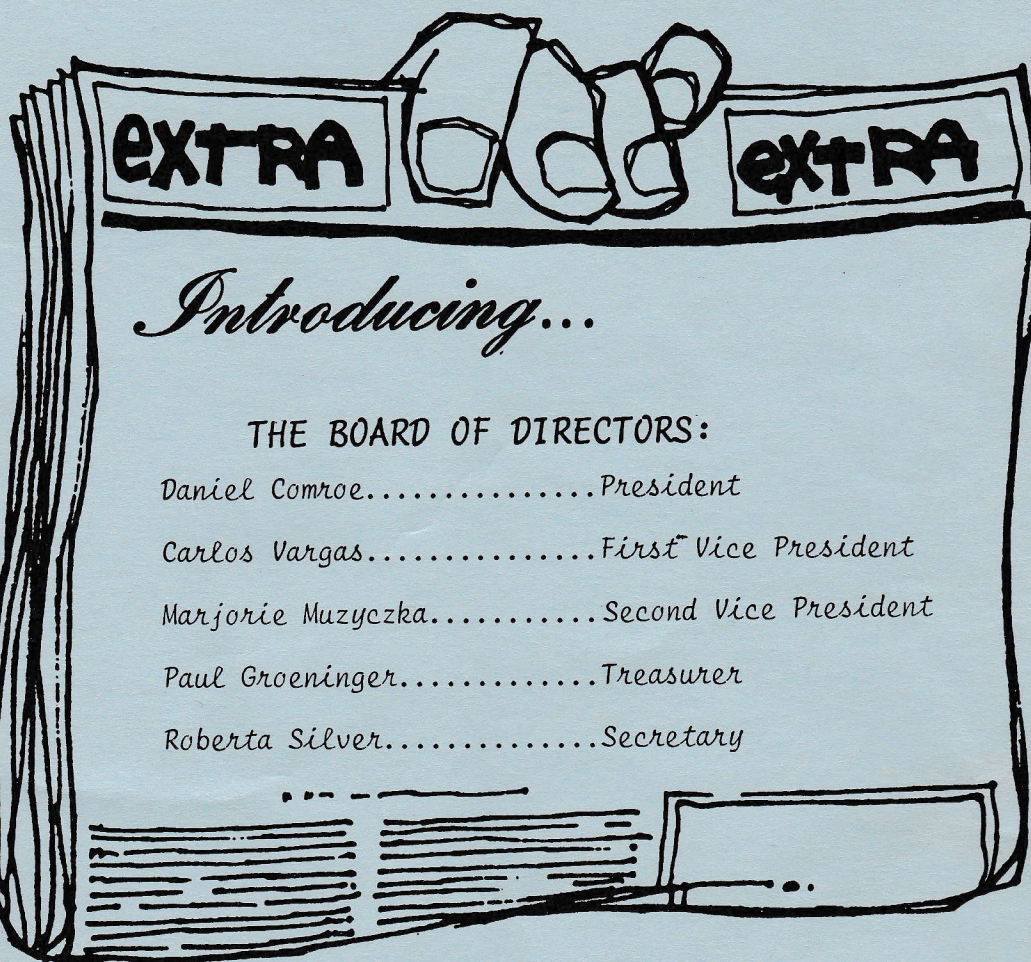 extRA extRA
Introducing...
THE BOARD OF DIRECTORS:
Daniel Comroe...............President
Carlos Vargas...............First Vice President
Marjorie Muzyczka...........Second Vice President
Paul Groeninger.............Treasurer
Roberta Silver..............Secretary